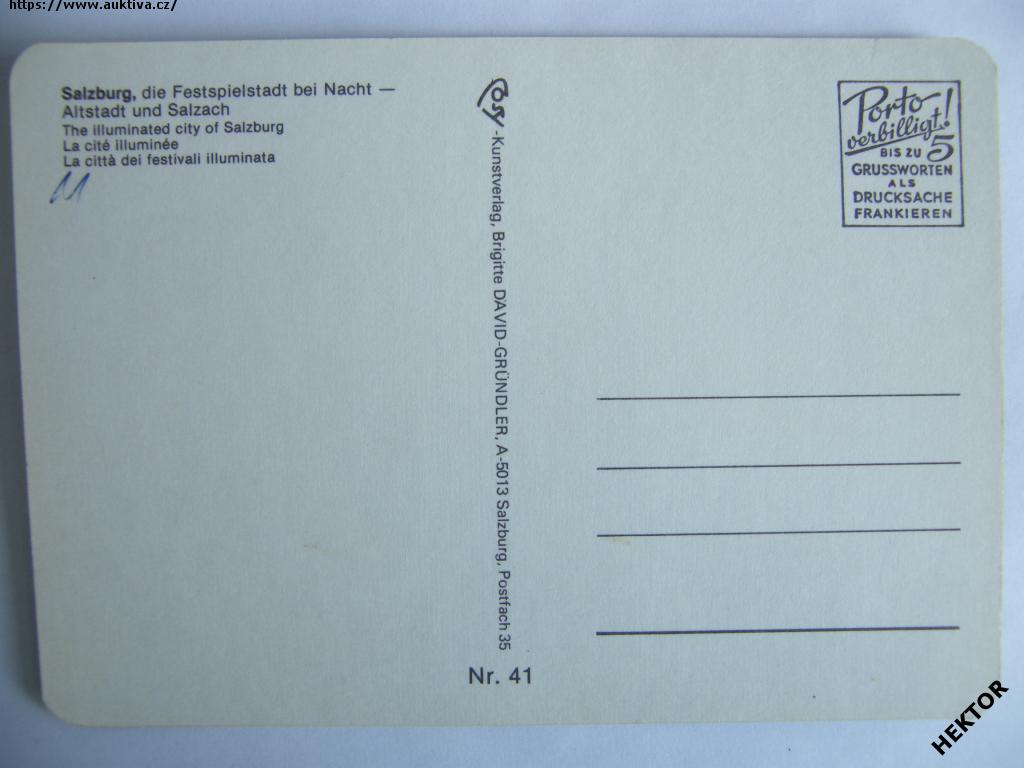 https://www.auktiva.cz/
Salzburg, die Festspielstadt bei Nacht —
Altstadt und Salzach
The illuminated city of Salzburg
La cité illuminée
La città dei festivali illuminata
-Kunstverlag, Brigitte DAVID-GRÜNDLER, A-5013 Salzburg, Postfach 35
Nr. 41
Porto
verbilligt!
BIS ZU 5
GRUSSWORTEN
ALS
DRUCKSACHE
FRANKIEREN
HEKTOR